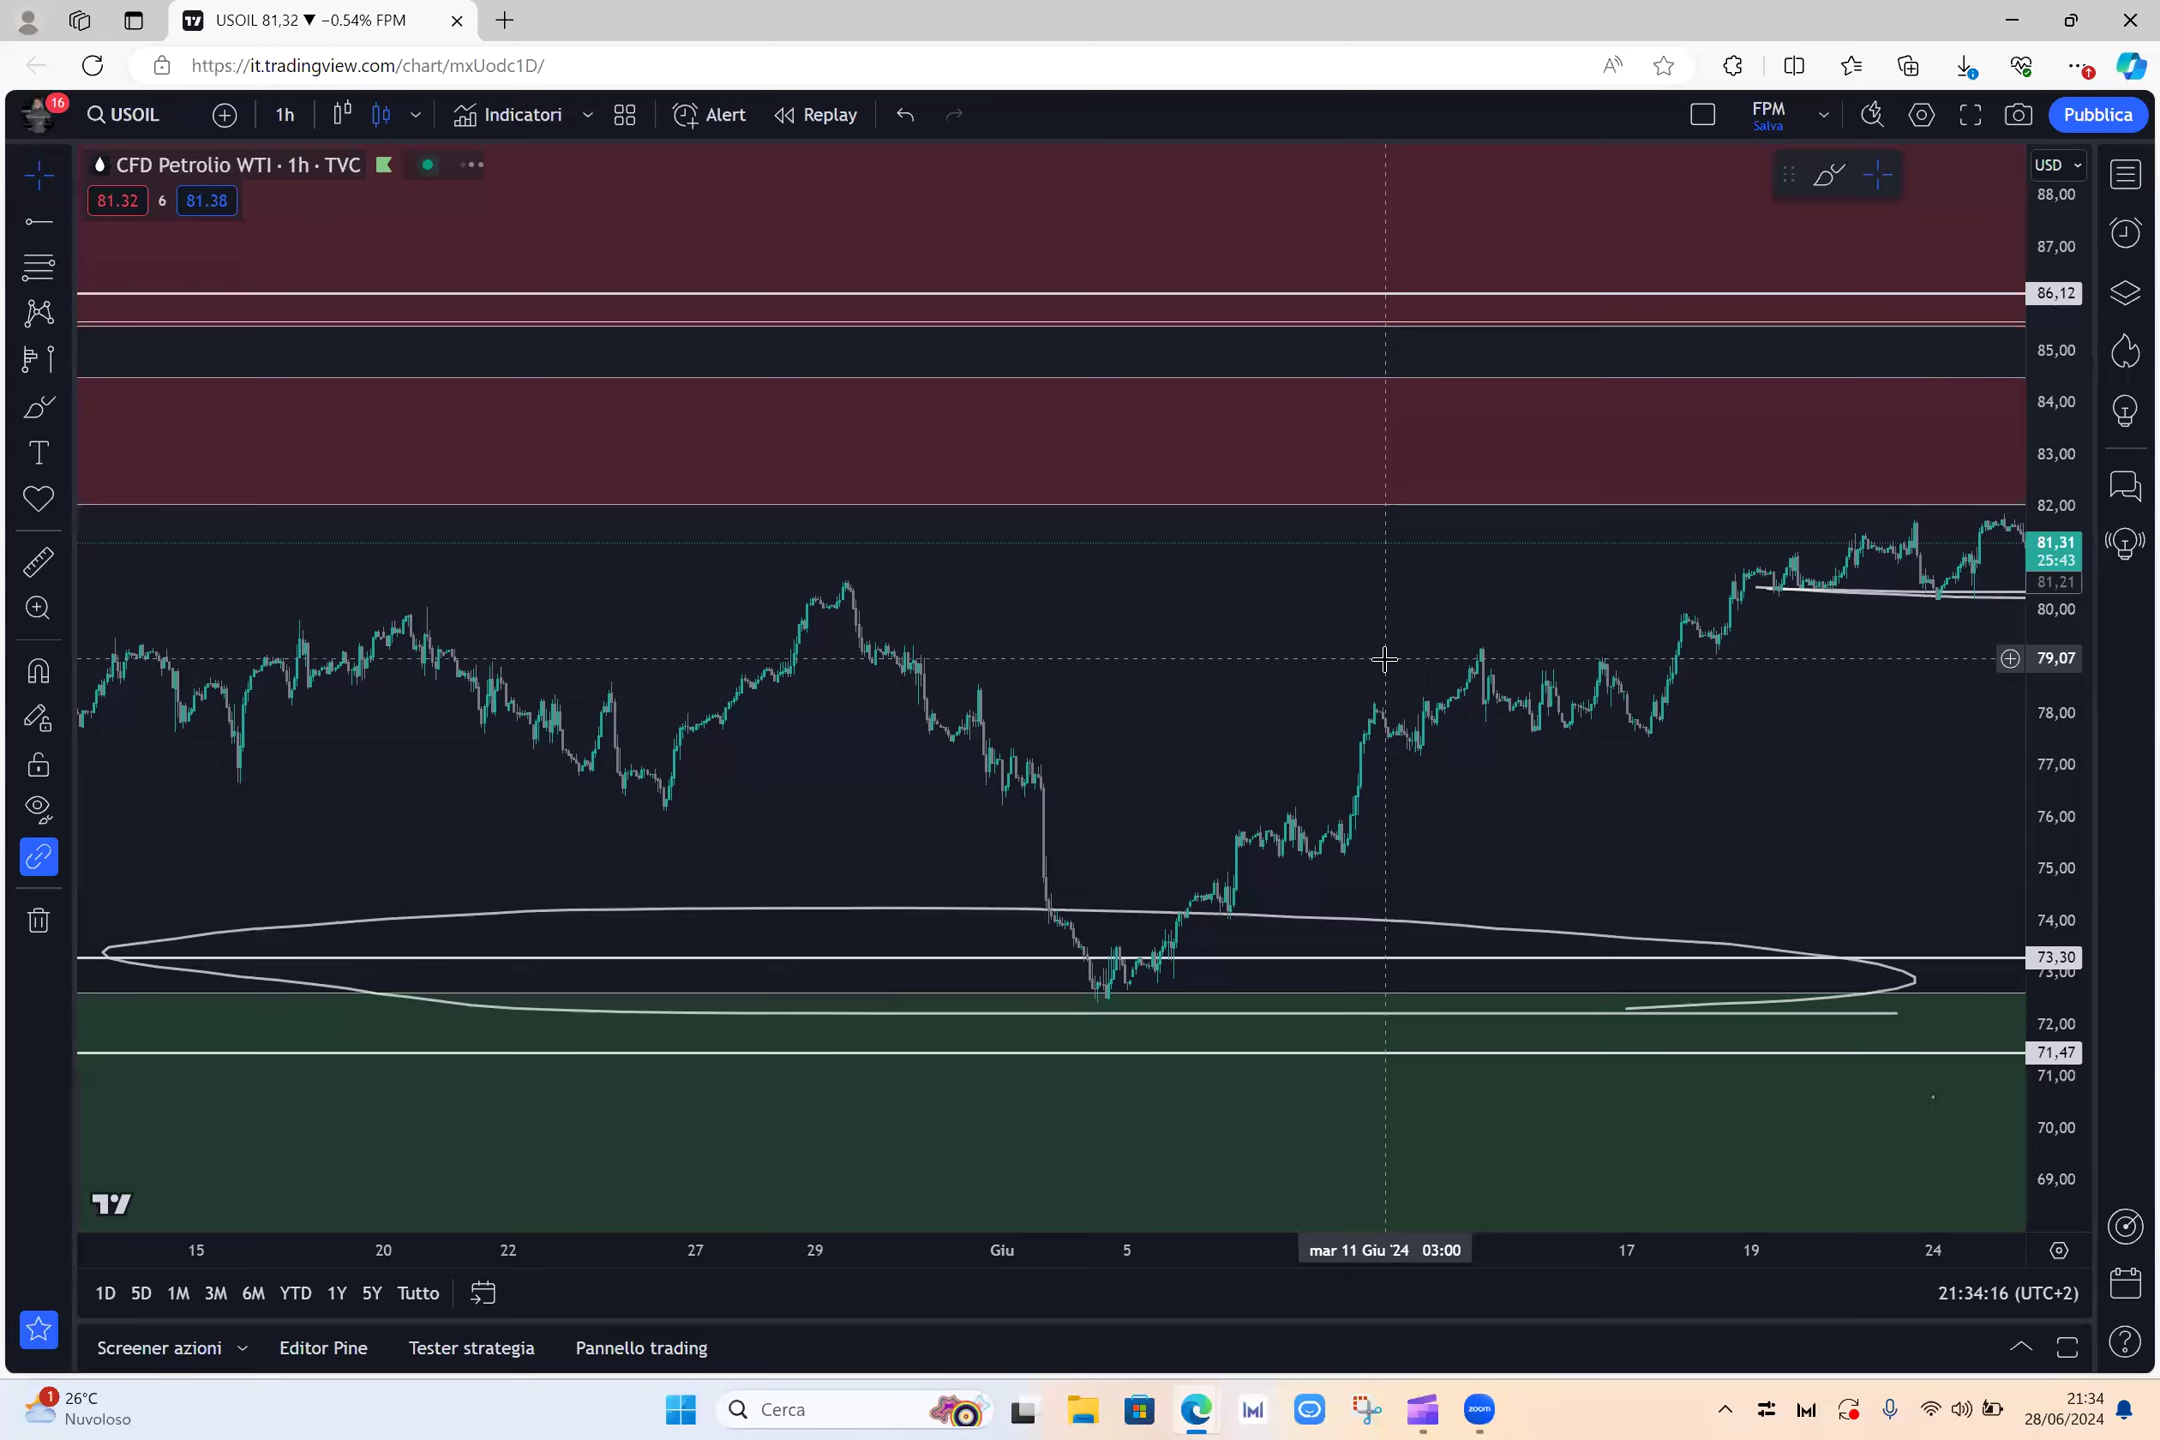 USOIL 81,32 ▼ −0.54% FPM
https://it.tradingview.com/chart/mxUodc1D/
16
USOIL
1h
Indicatori
Alert
Replay
FPM
Salva
Pubblica
CFD Petrolio WTI · 1h · TVC
81.32
6
81.38
USD
88,00
87,00
86,12
85,00
84,00
83,00
82,00
81,31
25:43
81,21
80,00
79,07
78,00
77,00
76,00
75,00
74,00
73,30
73,00
72,00
71,47
71,00
70,00
69,00
15
20
22
27
29
Giu
5
mar 11 Giu '24 03:00
17
19
24
1D
5D
1M
3M
6M
YTD
1Y
5Y
Tutto
21:34:16 (UTC+2)
Screener azioni
Editor Pine
Tester strategia
Pannello trading
1
26°C
Nuvoloso
Cerca
zoom
21:34
28/06/2024